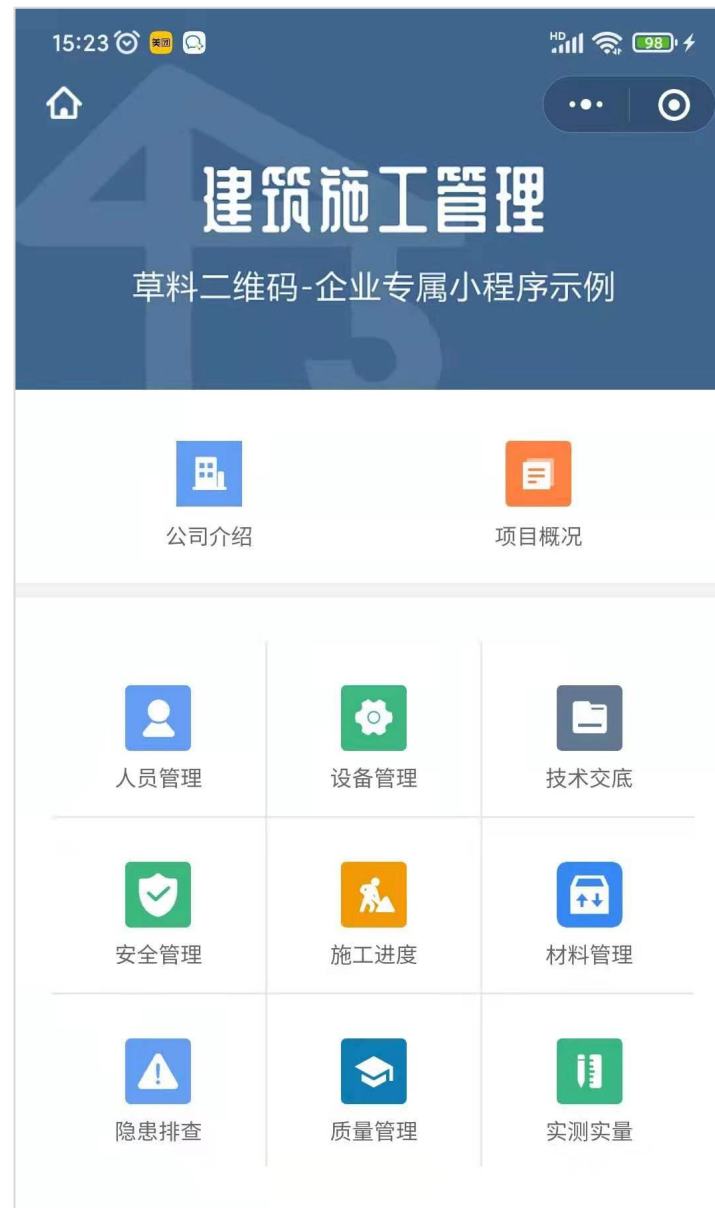 15:23 美团 HD 98
建筑施工管理
草料二维码-企业专属小程序示例
公司介绍 项目概况
人员管理 设备管理 技术交底
安全管理 施工进度 材料管理
隐患排查 质量管理 实测实量